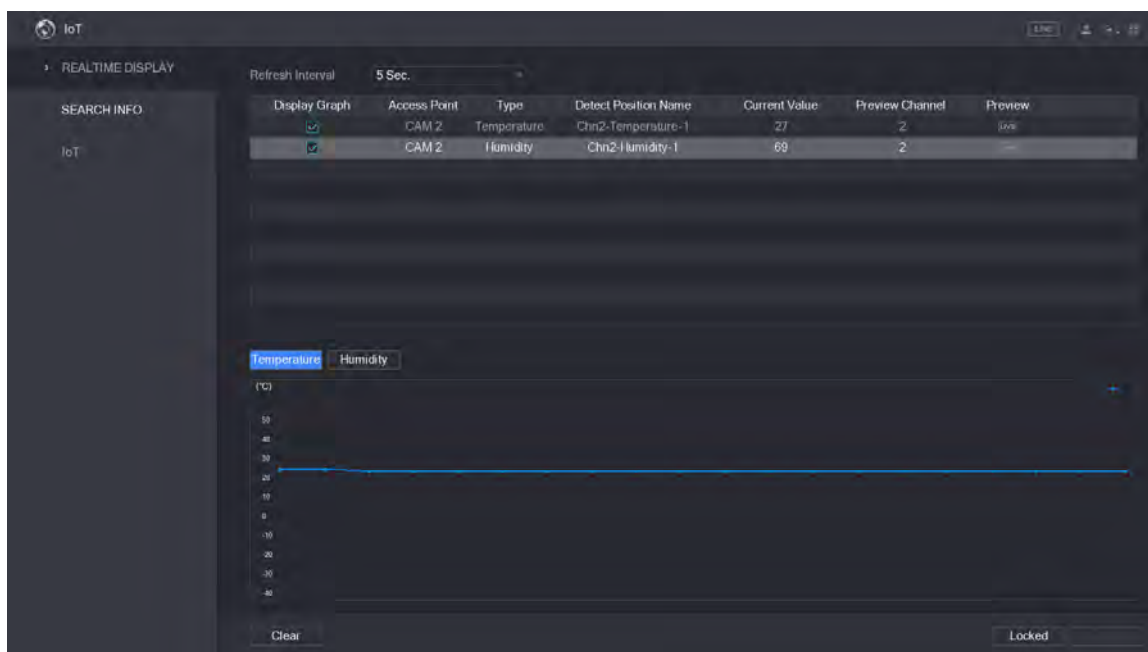 IoT
LIVE
REALTIME DISPLAY
SEARCH INFO
IoT
Refresh Interval 5 Sec.
Display Graph Access Point Type Detect Position Name Current Value Preview Channel Preview
CAM 2 Temperature Chn2-Temperature-1 27 2 LIVE
CAM 2 Humidity Chn2-Humidity-1 69 2
Temperature Humidity
(°C)
50
40
30
20
10
0
-10
-20
-30
-40
Clear Locked